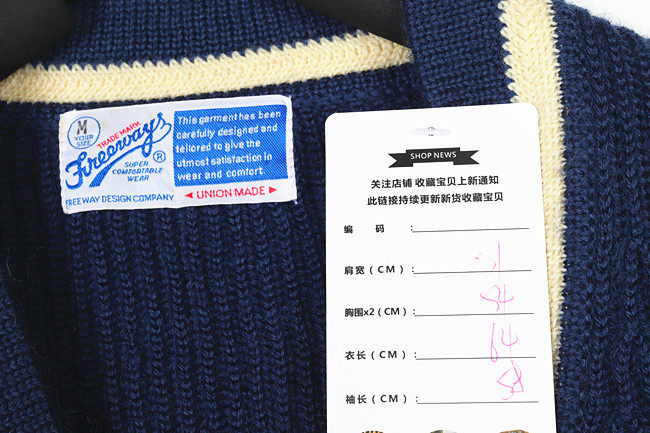 M
YOUR SIZE
TRADE MARK
Freeways
®
SUPER
COMFORTABLE
WEAR
FREEWAY DESIGN COMPANY
This garment has been
carefully designed and
tailored to give the
utmost satisfaction in
wear and comfort.
UNION MADE
SHOP NEWS
关注店铺 收藏宝贝上新通知
此链接持续更新新货收藏宝贝
编 码 :
肩宽(CM):
胸围x2(CM): 54
衣长(CM): 64
袖长(CM):